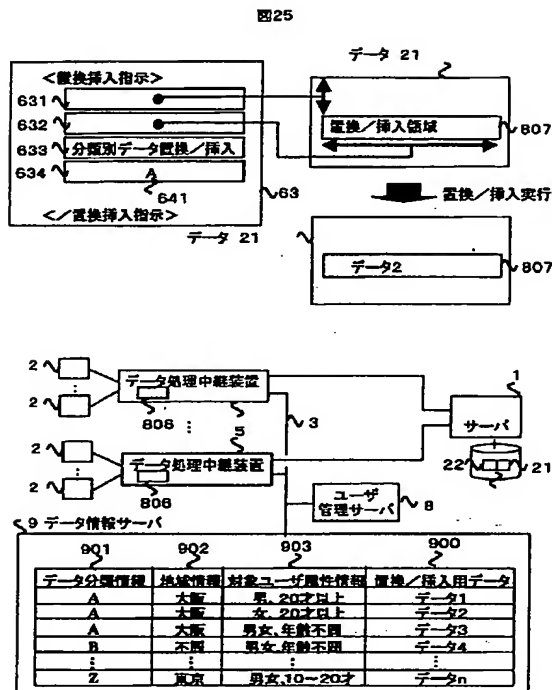 図25
<置換挿入指示>
631
632
633 分類別データ置換/挿入
634 A
641
63
</置換挿入指示>
データ 21
置換/挿入領域
807
置換/挿入実行
データ 21
データ2
807
2
データ処理中継装置
2
808
5
3
1
サーバ
2
データ処理中継装置
2
806
22
21
ユーザ
管理サーバ
8
9 データ情報サーバ
901 902 903 900
データ分類情報 地域情報 対象ユーザ属性情報 置換/挿入用データ
A 大阪 男、20才以上 データ1
A 大阪 女、20才以上 データ2
A 大阪 男女、年齢不問 データ3
B 不問 男女、年齢不問 データ4
Z 東京 男女、10~20才 データn